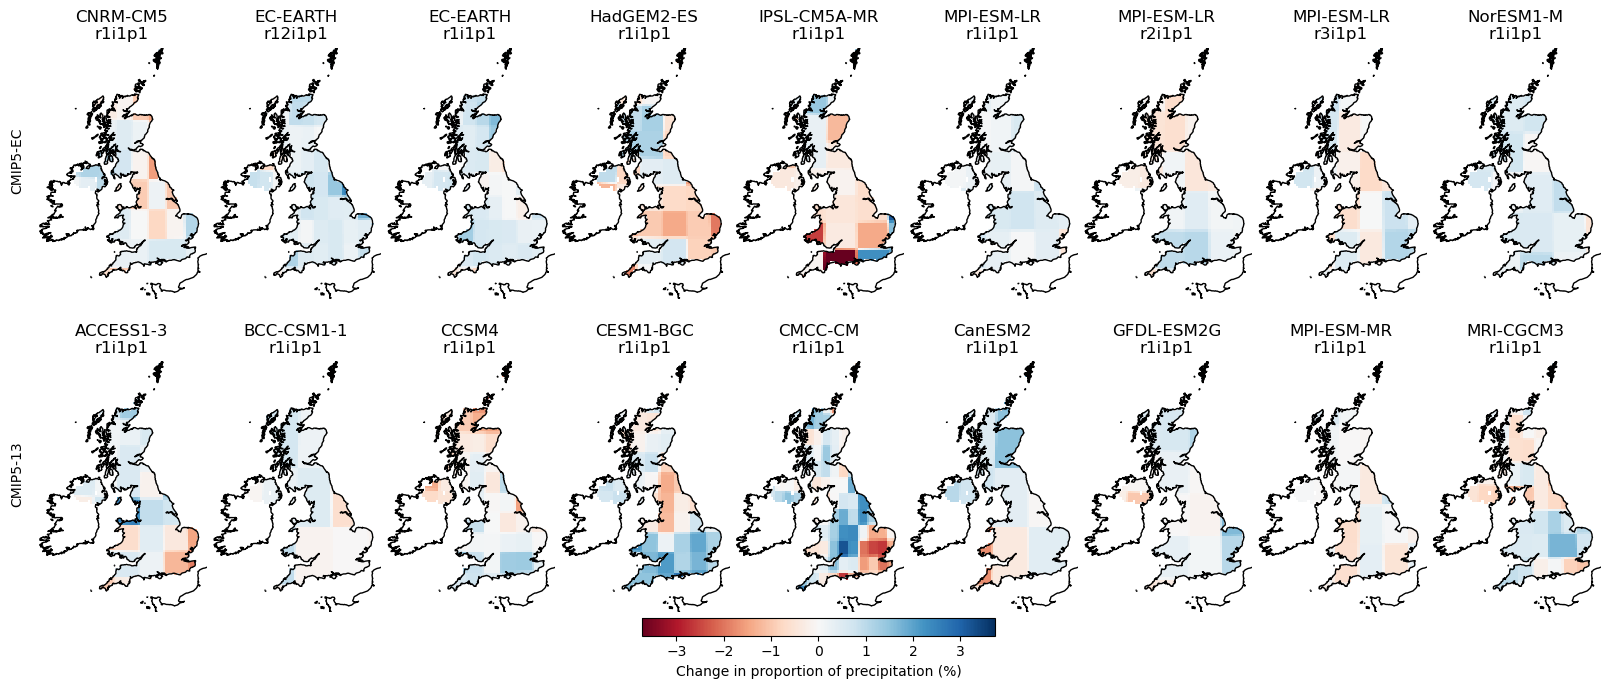 CNRM-CM5 EC-EARTH EC-EARTH HadGEM2-ES IPSL-CM5A-MR MPI-ESM-LR MPI-ESM-LR MPI-ESM-LR NorESM1-M
r1i1p1 r12i1p1 r1i1p1 r1i1p1 r1i1p1 r1i1p1 r2i1p1 r3i1p1 r1i1p1
CMIP5-EC
ACCESS1-3 BCC-CSM1-1 CCSM4 CESM1-BGC CMCC-CM CanESM2 GFDL-ESM2G MPI-ESM-MR MRI-CGCM3
r1i1p1 r1i1p1 r1i1p1 r1i1p1 r1i1p1 r1i1p1 r1i1p1 r1i1p1 r1i1p1
CMIP5-13
−3 −2 −1 0 1 2 3
Change in proportion of precipitation (%)